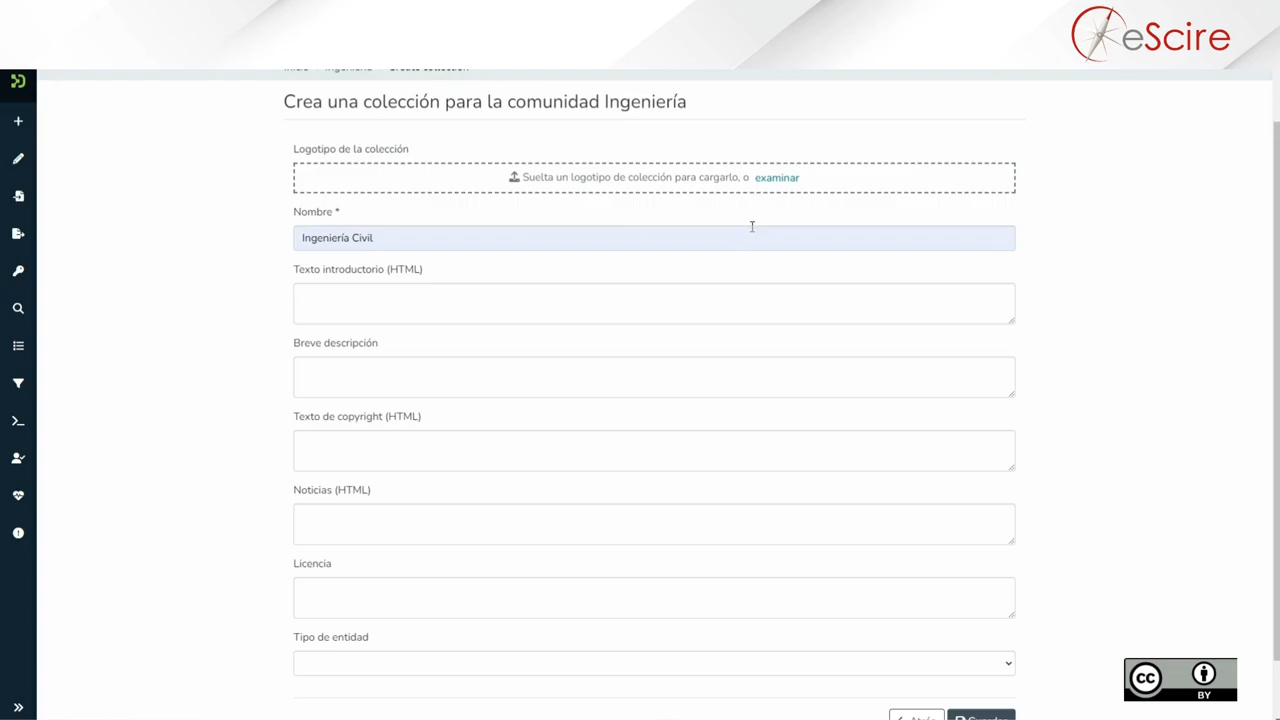 eScire
Crea una colección para la comunidad Ingeniería
Logotipo de la colección
Suelta un logotipo de colección para cargarlo, o examinar
Nombre *
Ingeniería Civil
Texto introductorio (HTML)
Breve descripción
Texto de copyright (HTML)
Noticias (HTML)
Licencia
Tipo de entidad
cc
BY